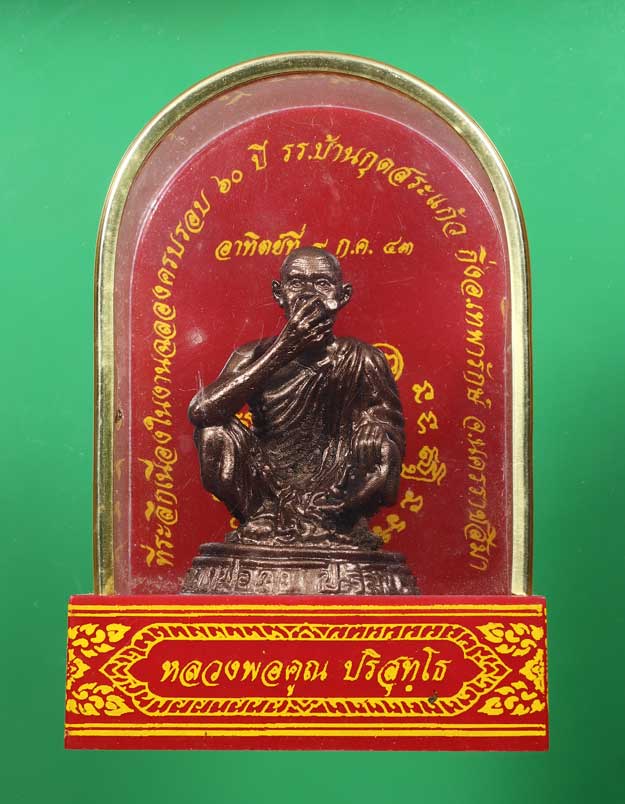 ที่ระลึกเนื่องในงานฉลองครบรอบ ๖๐ ปี รร.บ้านกุดสระแก้ว กิ่งอ.เทพารักษ์ จ.นครราชสีมา
อาทิตย์ที่ ก.ค. ๔๓
หลวงพ่อคูณ ปริสุทฺโธ